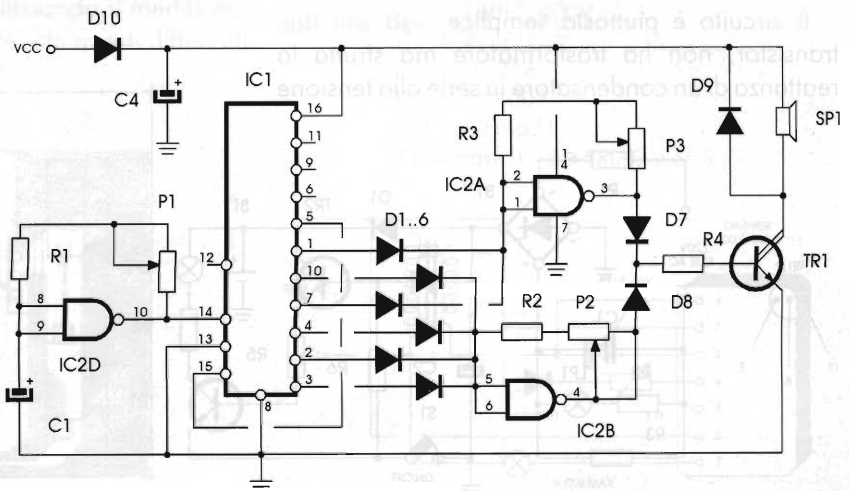 Il circuito è piuttosto semplice
transistor, non ha trasformatore ma sfrutta la
reattanza di un condensatore in serie alla tensione
D10
VCC
C4
+
IC1
16
11
9
6
5
1
10
7
4
2
3
12
14
13
15
8
P1
R1
8
9
10
IC2D
+
C1
D1..6
R3
IC2A
2
1
1
4
3
7
P3
D7
R4
D8
R2
P2
5
6
4
IC2B
D9
SP1
TR1